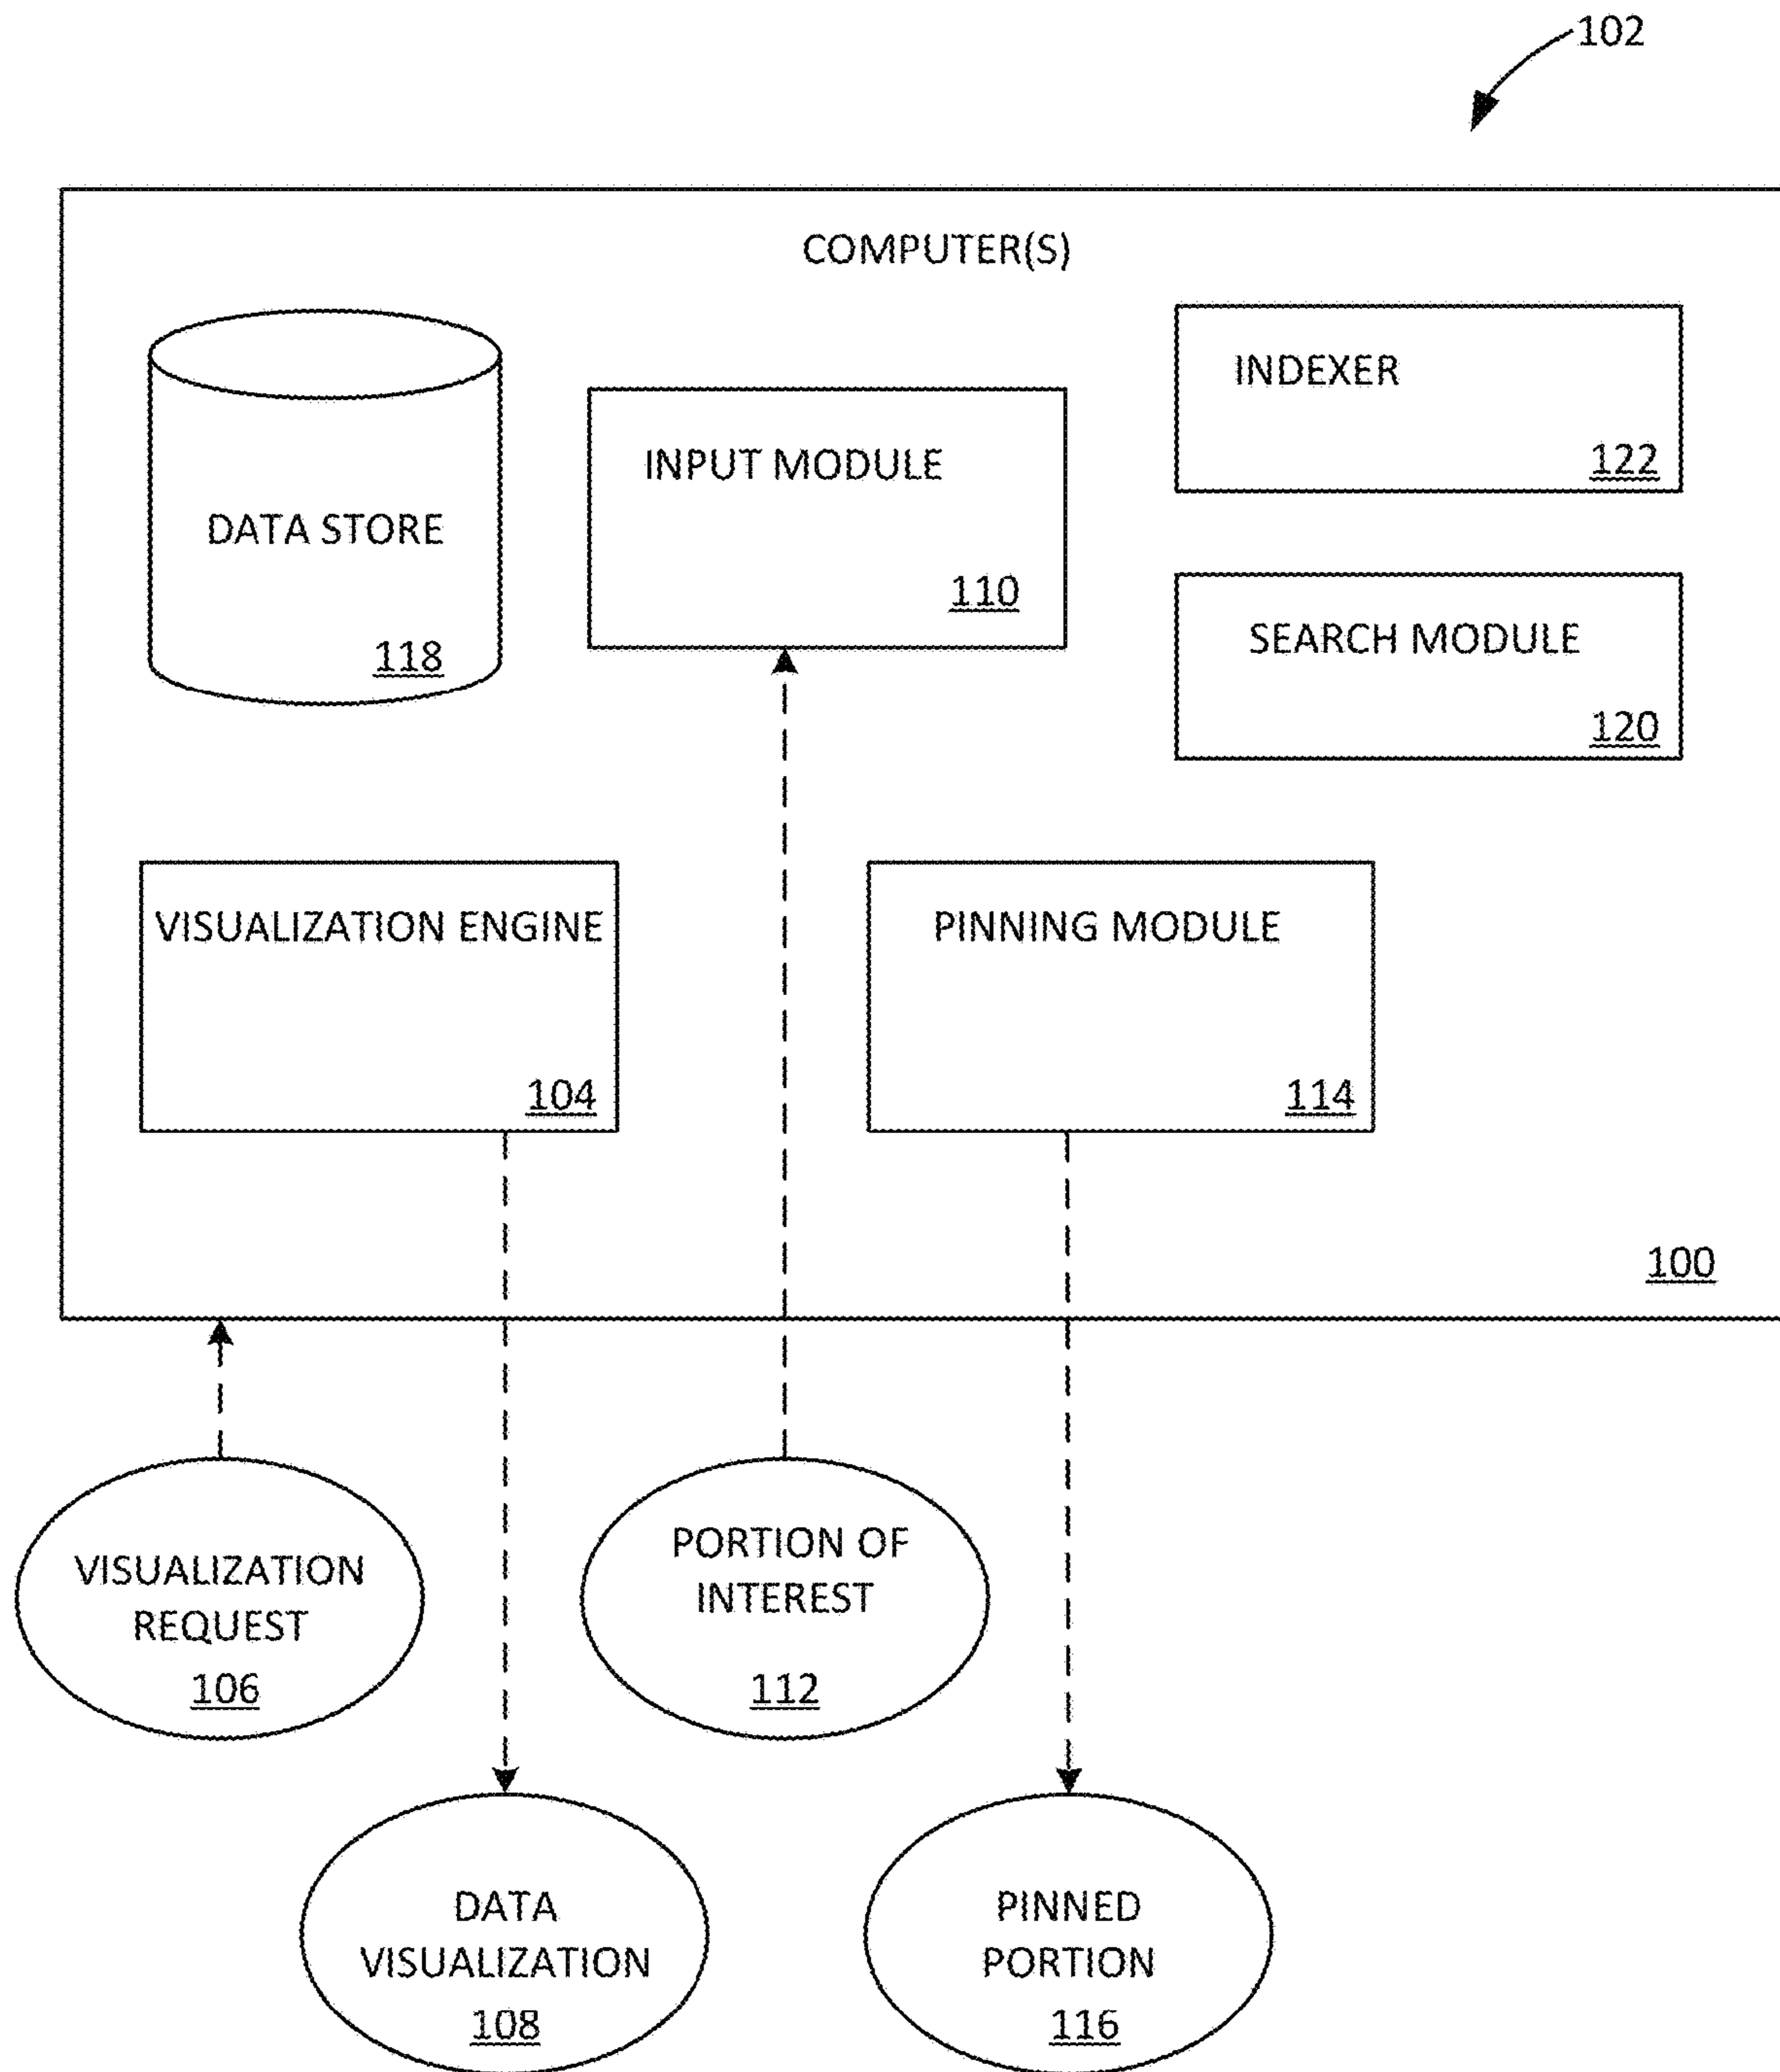 102
COMPUTER(S)
DATA STORE
118
INPUT MODULE
110
INDEXER
122
SEARCH MODULE
120
VISUALIZATION ENGINE
104
PINNING MODULE
114
100
VISUALIZATION
REQUEST
106
PORTION OF
INTEREST
112
DATA
VISUALIZATION
108
PINNED
PORTION
116